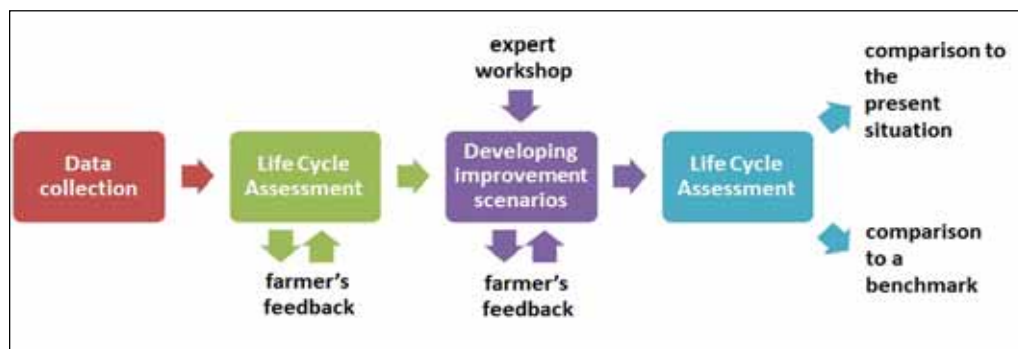 expert
workshop
comparison to
the
present
situation
Data
collection
Life Cycle
Assessment
Developing
improvement
scenarios
Life Cycle
Assessment
farmer's
feedback
farmer's
feedback
comparison
to a
benchmark